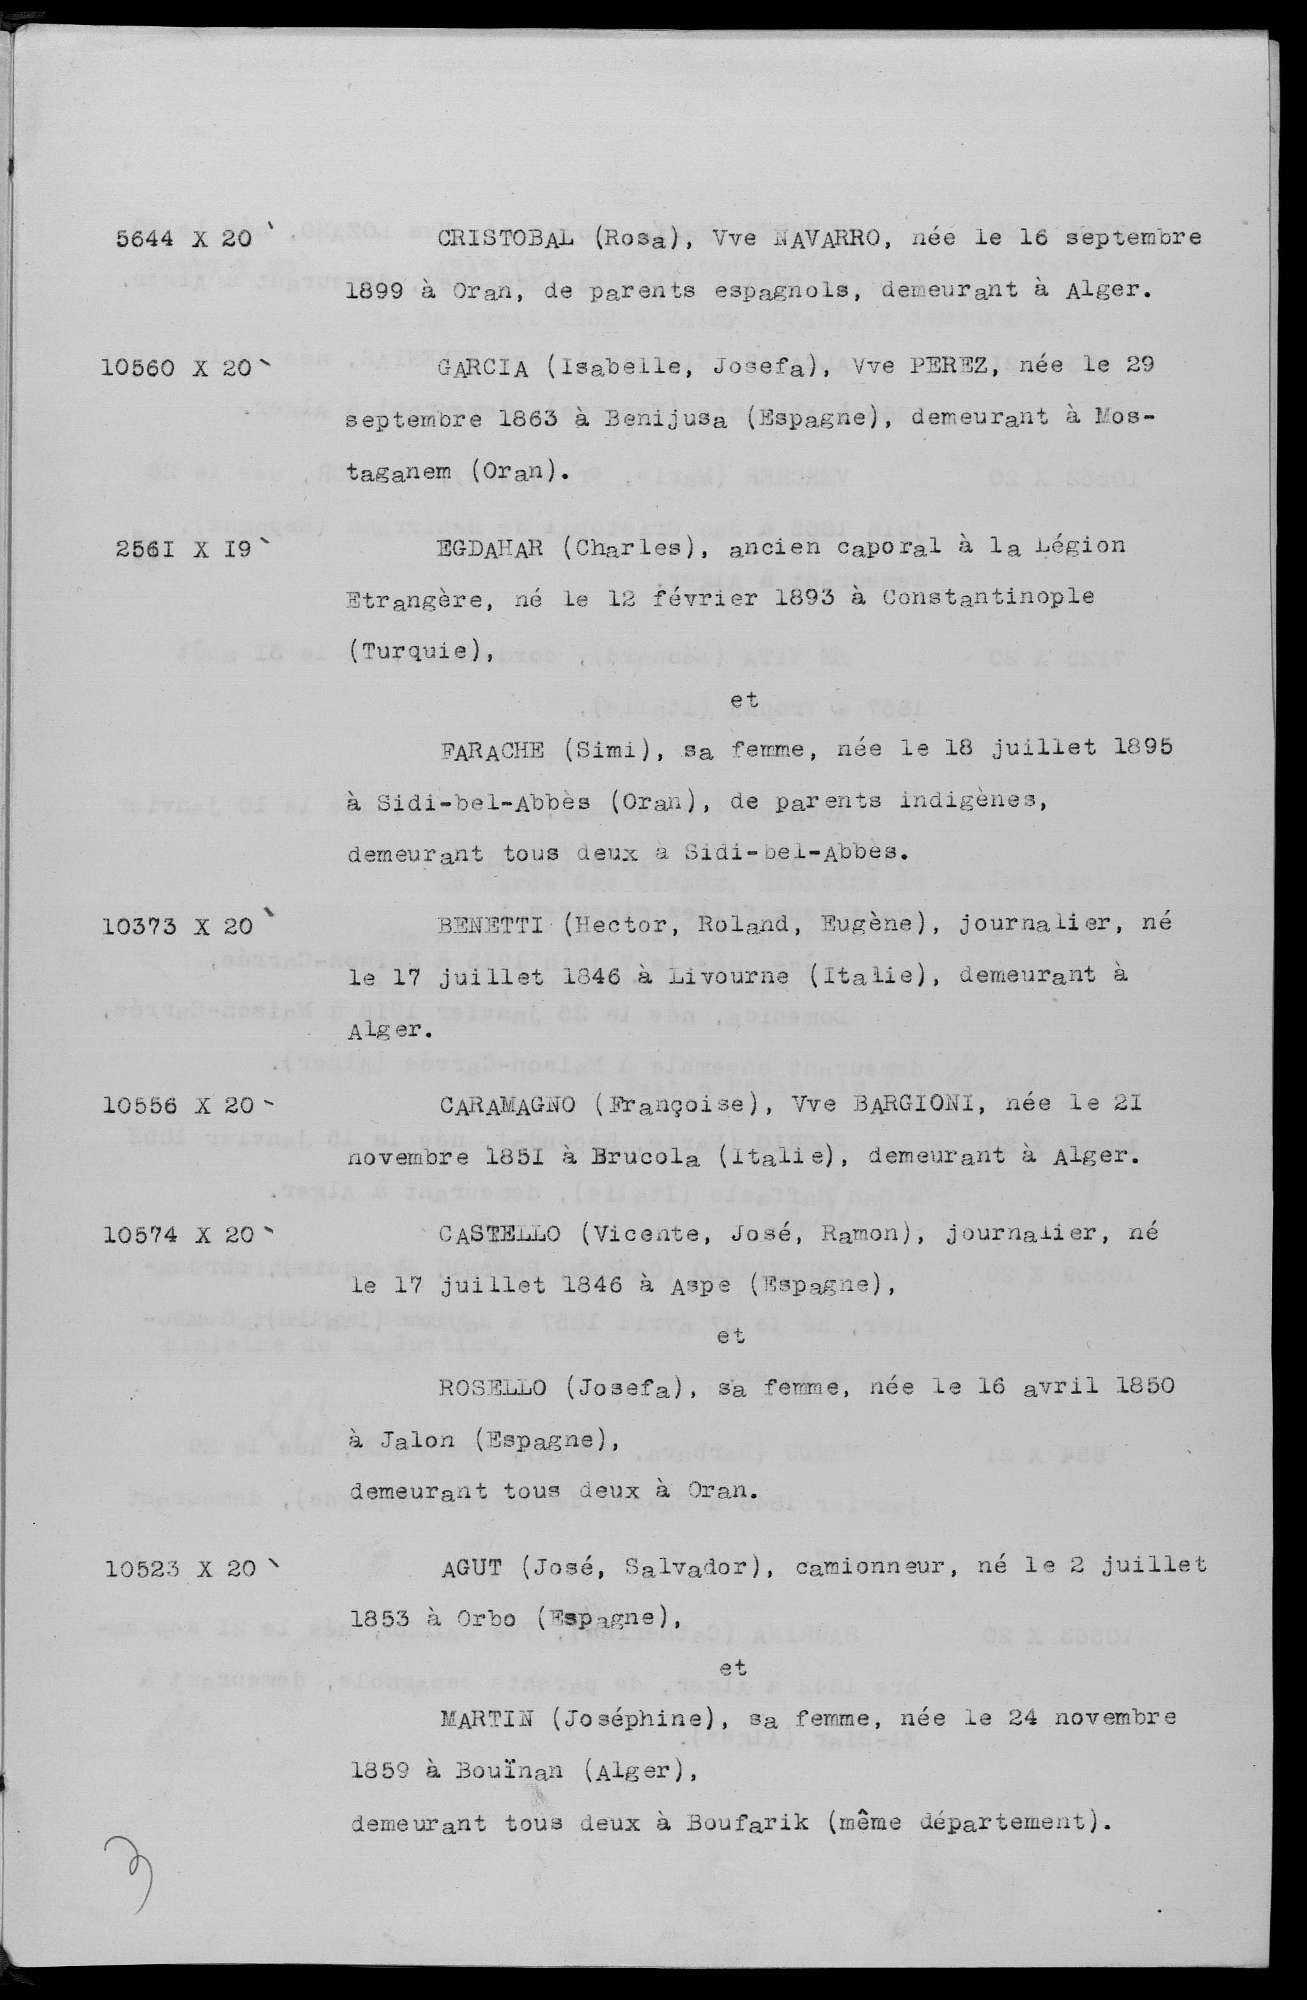 5644 X 20 CRISTOBAL (Rosa), Vve NAVARRO, née le 16 septembre
1899 à Oran, de parents espagnols, demeurant à Alger.
10560 X 20 GARCIA (Isabelle, Josefa), Vve PEREZ, née le 29
septembre 1863 à Benijusa (Espagne), demeurant à Mos-
taganem (Oran).
2561 X 19 EGDAHAR (Charles), ancien caporal à la Légion
Etrangère, né le 12 février 1893 à Constantinople
(Turquie),
et
FARACHE (Simi), sa femme, née le 18 juillet 1895
à Sidi-bel-Abbès (Oran), de parents indigènes,
demeurant tous deux à Sidi-bel-Abbès.
10373 X 20 BENETTI (Hector, Roland, Eugène), journalier, né
le 17 juillet 1846 à Livourne (Italie), demeurant à
Alger.
10556 X 20 CARAMAGNO (Françoise), Vve BARGIONI, née le 21
novembre 1851 à Brucola (Italie), demeurant à Alger.
10574 X 20 CASTELLO (Vicente, José, Ramon), journalier, né
le 17 juillet 1846 à Aspe (Espagne),
et
ROSELLO (Josefa), sa femme, née le 16 avril 1850
à Jalon (Espagne),
demeurant tous deux à Oran.
10523 X 20 AGUT (José, Salvador), camionneur, né le 2 juillet
1853 à Orbo (Espagne),
et
MARTIN (Joséphine), sa femme, née le 24 novembre
1859 à Bouïnan (Alger),
demeurant tous deux à Boufarik (même département).
3